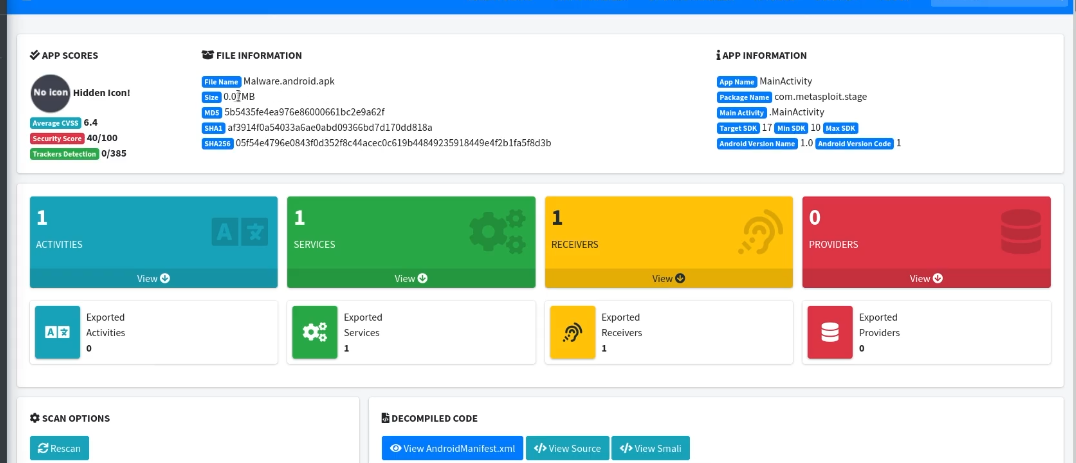 APP SCORES
No icon
Hidden Icon!
Average CVSS 6.4
Security Score 40/100
Trackers Detection 0/385
FILE INFORMATION
File Name Malware.android.apk
Size 0.07MB
MD5 5b5435fe4ea976e86000661bc2e9a62f
SHA1 af3914f0a54033a6ae0abd09366bd7d170dd818a
SHA256 05f54e4796e0843f0d352f8c44acec0c619b44849235918449e4f2b1fa5f8d3b
APP INFORMATION
App Name MainActivity
Package Name com.metasploit.stage
Main Activity .MainActivity
Target SDK 17 Min SDK 10 Max SDK
Android Version Name 1.0 Android Version Code 1
1
ACTIVITIES
View
1
SERVICES
View
1
RECEIVERS
View
0
PROVIDERS
View
Exported
Activities
0
Exported
Services
1
Exported
Receivers
1
Exported
Providers
0
SCAN OPTIONS
Rescan
DECOMPILED CODE
View AndroidManifest.xml
View Source
View Smali